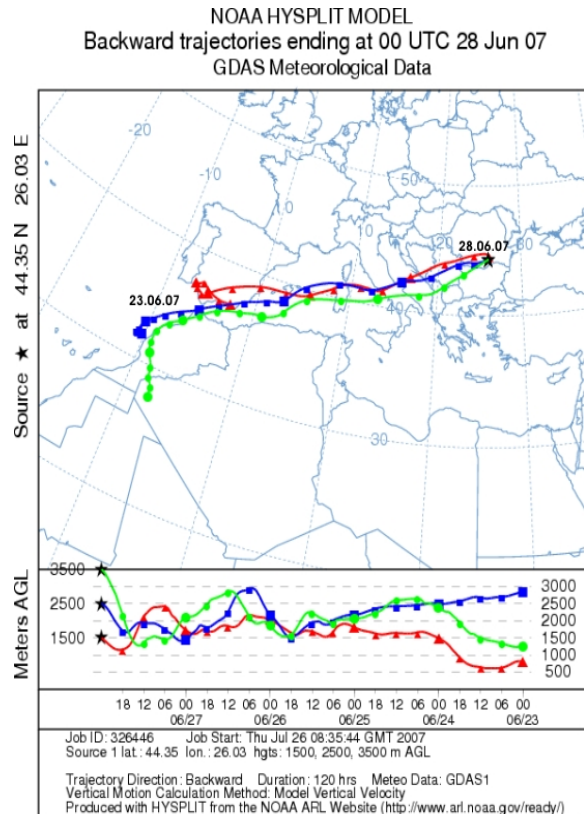 NOAA HYSPLIT MODEL
Backward trajectories ending at 00 UTC 28 Jun 07
GDAS Meteorological Data
Source ★ at 44.35 N 26.03 E
-20
-10
0
10
20
30
50
40
30
28.06.07
23.06.07
Meters AGL
3500
2500
1500
3000
2500
2000
1500
1000
500
18 12 06 00 18 12 06 00 18 12 06 00 18 12 06 00 18 12 06 00
06/27 06/26 06/25 06/24 06/23
Job ID: 326446 Job Start: Thu Jul 26 08:35:44 GMT 2007
Source 1 lat.: 44.35 lon.: 26.03 hgts: 1500, 2500, 3500 m AGL
Trajectory Direction: Backward Duration: 120 hrs Meteo Data: GDAS1
Vertical Motion Calculation Method: Model Vertical Velocity
Produced with HYSPLIT from the NOAA ARL Website (http://www.arl.noaa.gov/ready/)